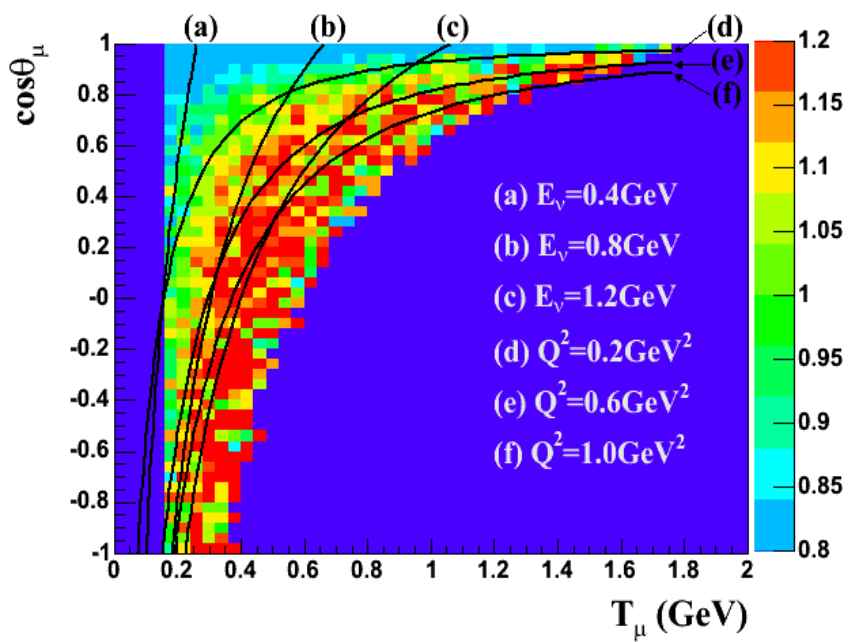 (a) (b) (c) (d)
(e)
(f)
cosθμ
1
0.8
0.6
0.4
0.2
-0
-0.2
-0.4
-0.6
-0.8
-1
(a) Eν=0.4GeV
(b) Eν=0.8GeV
(c) Eν=1.2GeV
(d) Q²=0.2GeV²
(e) Q²=0.6GeV²
(f) Q²=1.0GeV²
1.2
1.15
1.1
1.05
1
0.95
0.9
0.85
0.8
0 0.2 0.4 0.6 0.8 1 1.2 1.4 1.6 1.8 2
Tμ (GeV)